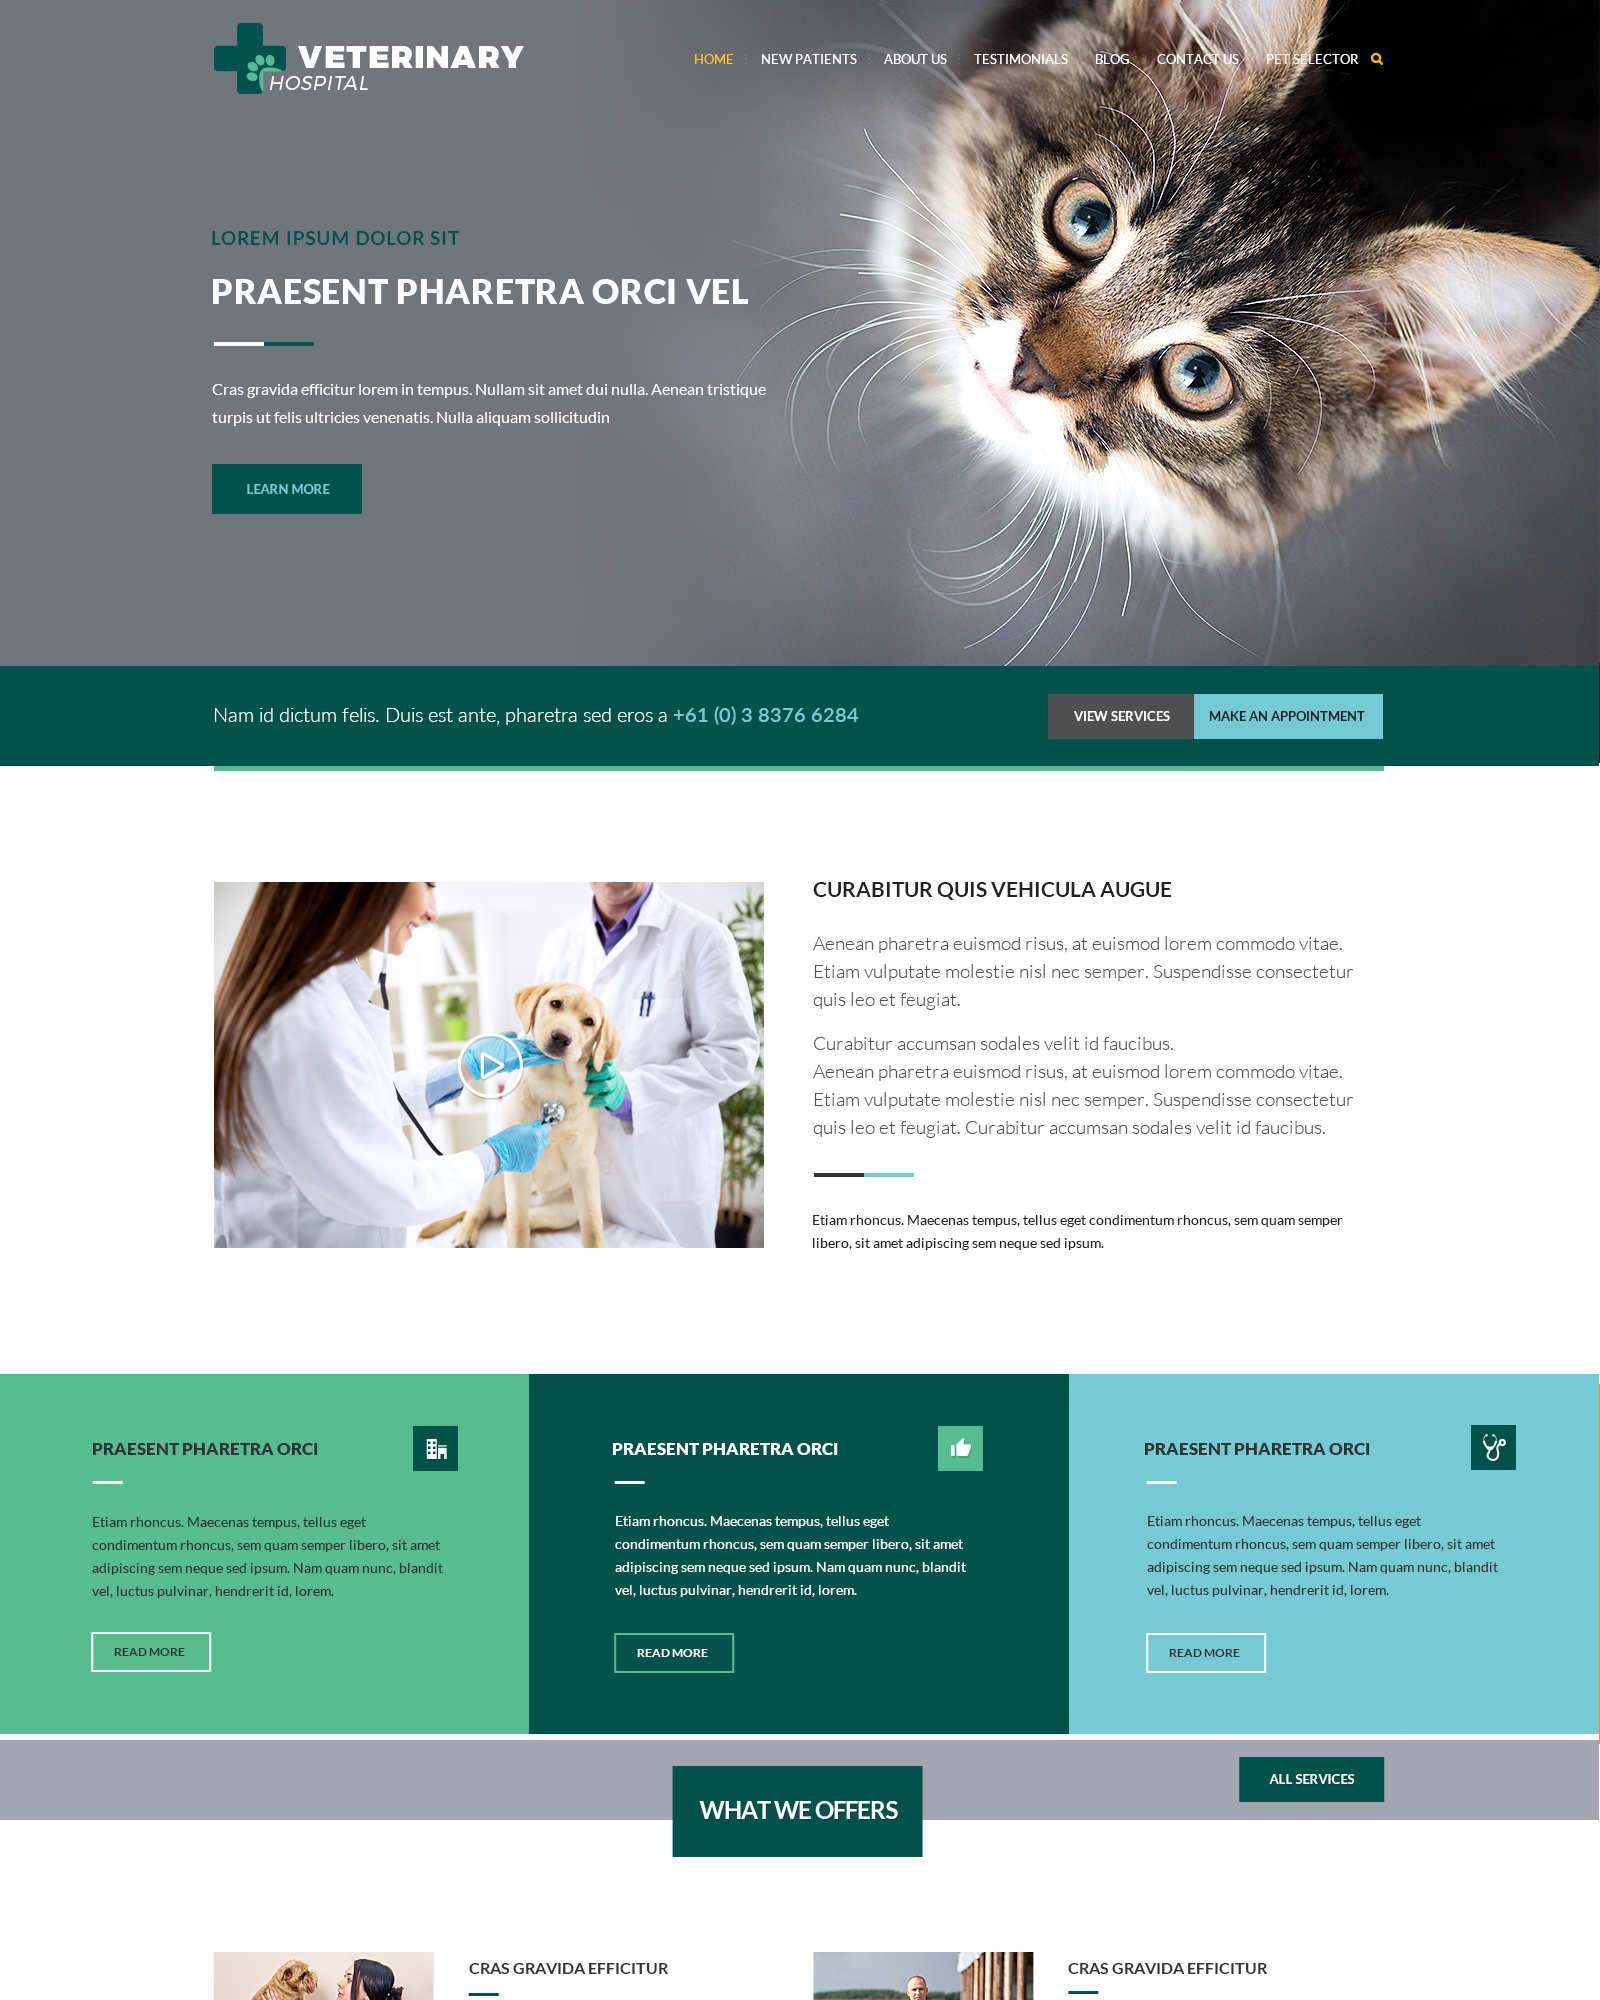 VETERINARY
HOSPITAL
HOME NEW PATIENTS ABOUT US TESTIMONIALS BLOG CONTACT US PET SELECTOR
LOREM IPSUM DOLOR SIT
PRAESENT PHARETRA ORCI VEL
Cras gravida efficitur lorem in tempus. Nullam sit amet dui nulla. Aenean tristique
turpis ut felis ultricies venenatis. Nulla aliquam sollicitudin
LEARN MORE
Nam id dictum felis. Duis est ante, pharetra sed eros a +61 (0) 3 8376 6284
VIEW SERVICES
MAKE AN APPOINTMENT
CURABITUR QUIS VEHICULA AUGUE
Aenean pharetra euismod risus, at euismod lorem commodo vitae.
Etiam vulputate molestie nisl nec semper. Suspendisse consectetur
quis leo et feugiat.
Curabitur accumsan sodales velit id faucibus.
Aenean pharetra euismod risus, at euismod lorem commodo vitae.
Etiam vulputate molestie nisl nec semper. Suspendisse consectetur
quis leo et feugiat. Curabitur accumsan sodales velit id faucibus.
Etiam rhoncus. Maecenas tempus, tellus eget condimentum rhoncus, sem quam semper
libero, sit amet adipiscing sem neque sed ipsum.
PRAESENT PHARETRA ORCI
Etiam rhoncus. Maecenas tempus, tellus eget
condimentum rhoncus, sem quam semper libero, sit amet
adipiscing sem neque sed ipsum. Nam quam nunc, blandit
vel, luctus pulvinar, hendrerit id, lorem.
READ MORE
PRAESENT PHARETRA ORCI
Etiam rhoncus. Maecenas tempus, tellus eget
condimentum rhoncus, sem quam semper libero, sit amet
adipiscing sem neque sed ipsum. Nam quam nunc, blandit
vel, luctus pulvinar, hendrerit id, lorem.
READ MORE
PRAESENT PHARETRA ORCI
Etiam rhoncus. Maecenas tempus, tellus eget
condimentum rhoncus, sem quam semper libero, sit amet
adipiscing sem neque sed ipsum. Nam quam nunc, blandit
vel, luctus pulvinar, hendrerit id, lorem.
READ MORE
ALL SERVICES
WHAT WE OFFERS
CRAS GRAVIDA EFFICITUR
CRAS GRAVIDA EFFICITUR